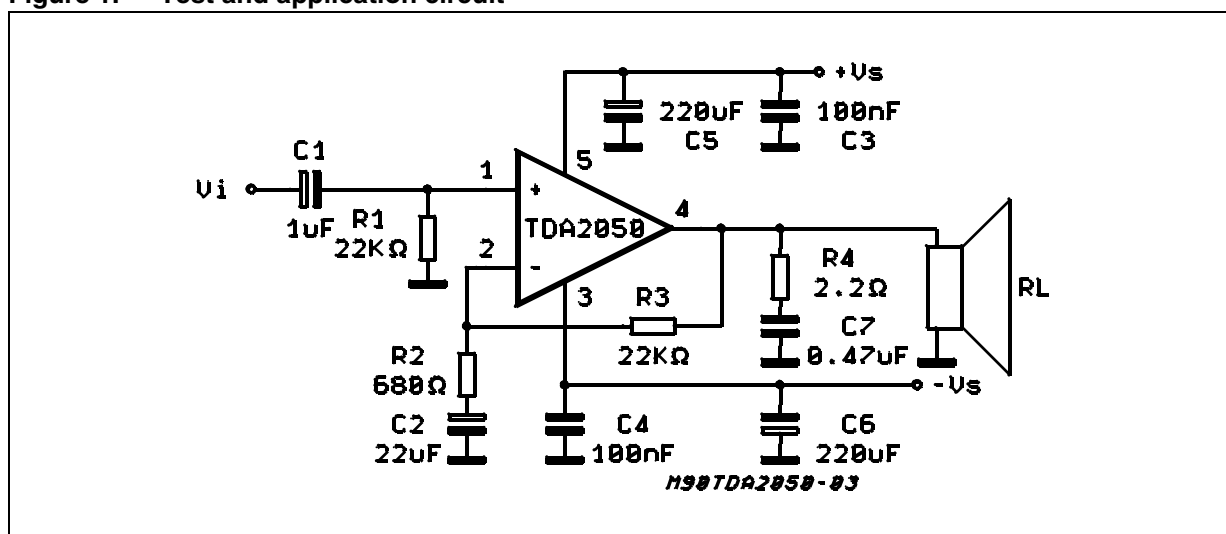 Figure 1. Test and application circuit
+Vs
220uF
C5
100nF
C3
C1
Vi
1uF
R1
22KΩ
1
+
5
TDA2050
4
2
-
3
R3
22KΩ
R4
2.2Ω
C7
0.47uF
RL
R2
680Ω
C2
22uF
-Vs
C4
100nF
C6
220uF
M90TDA2050-03